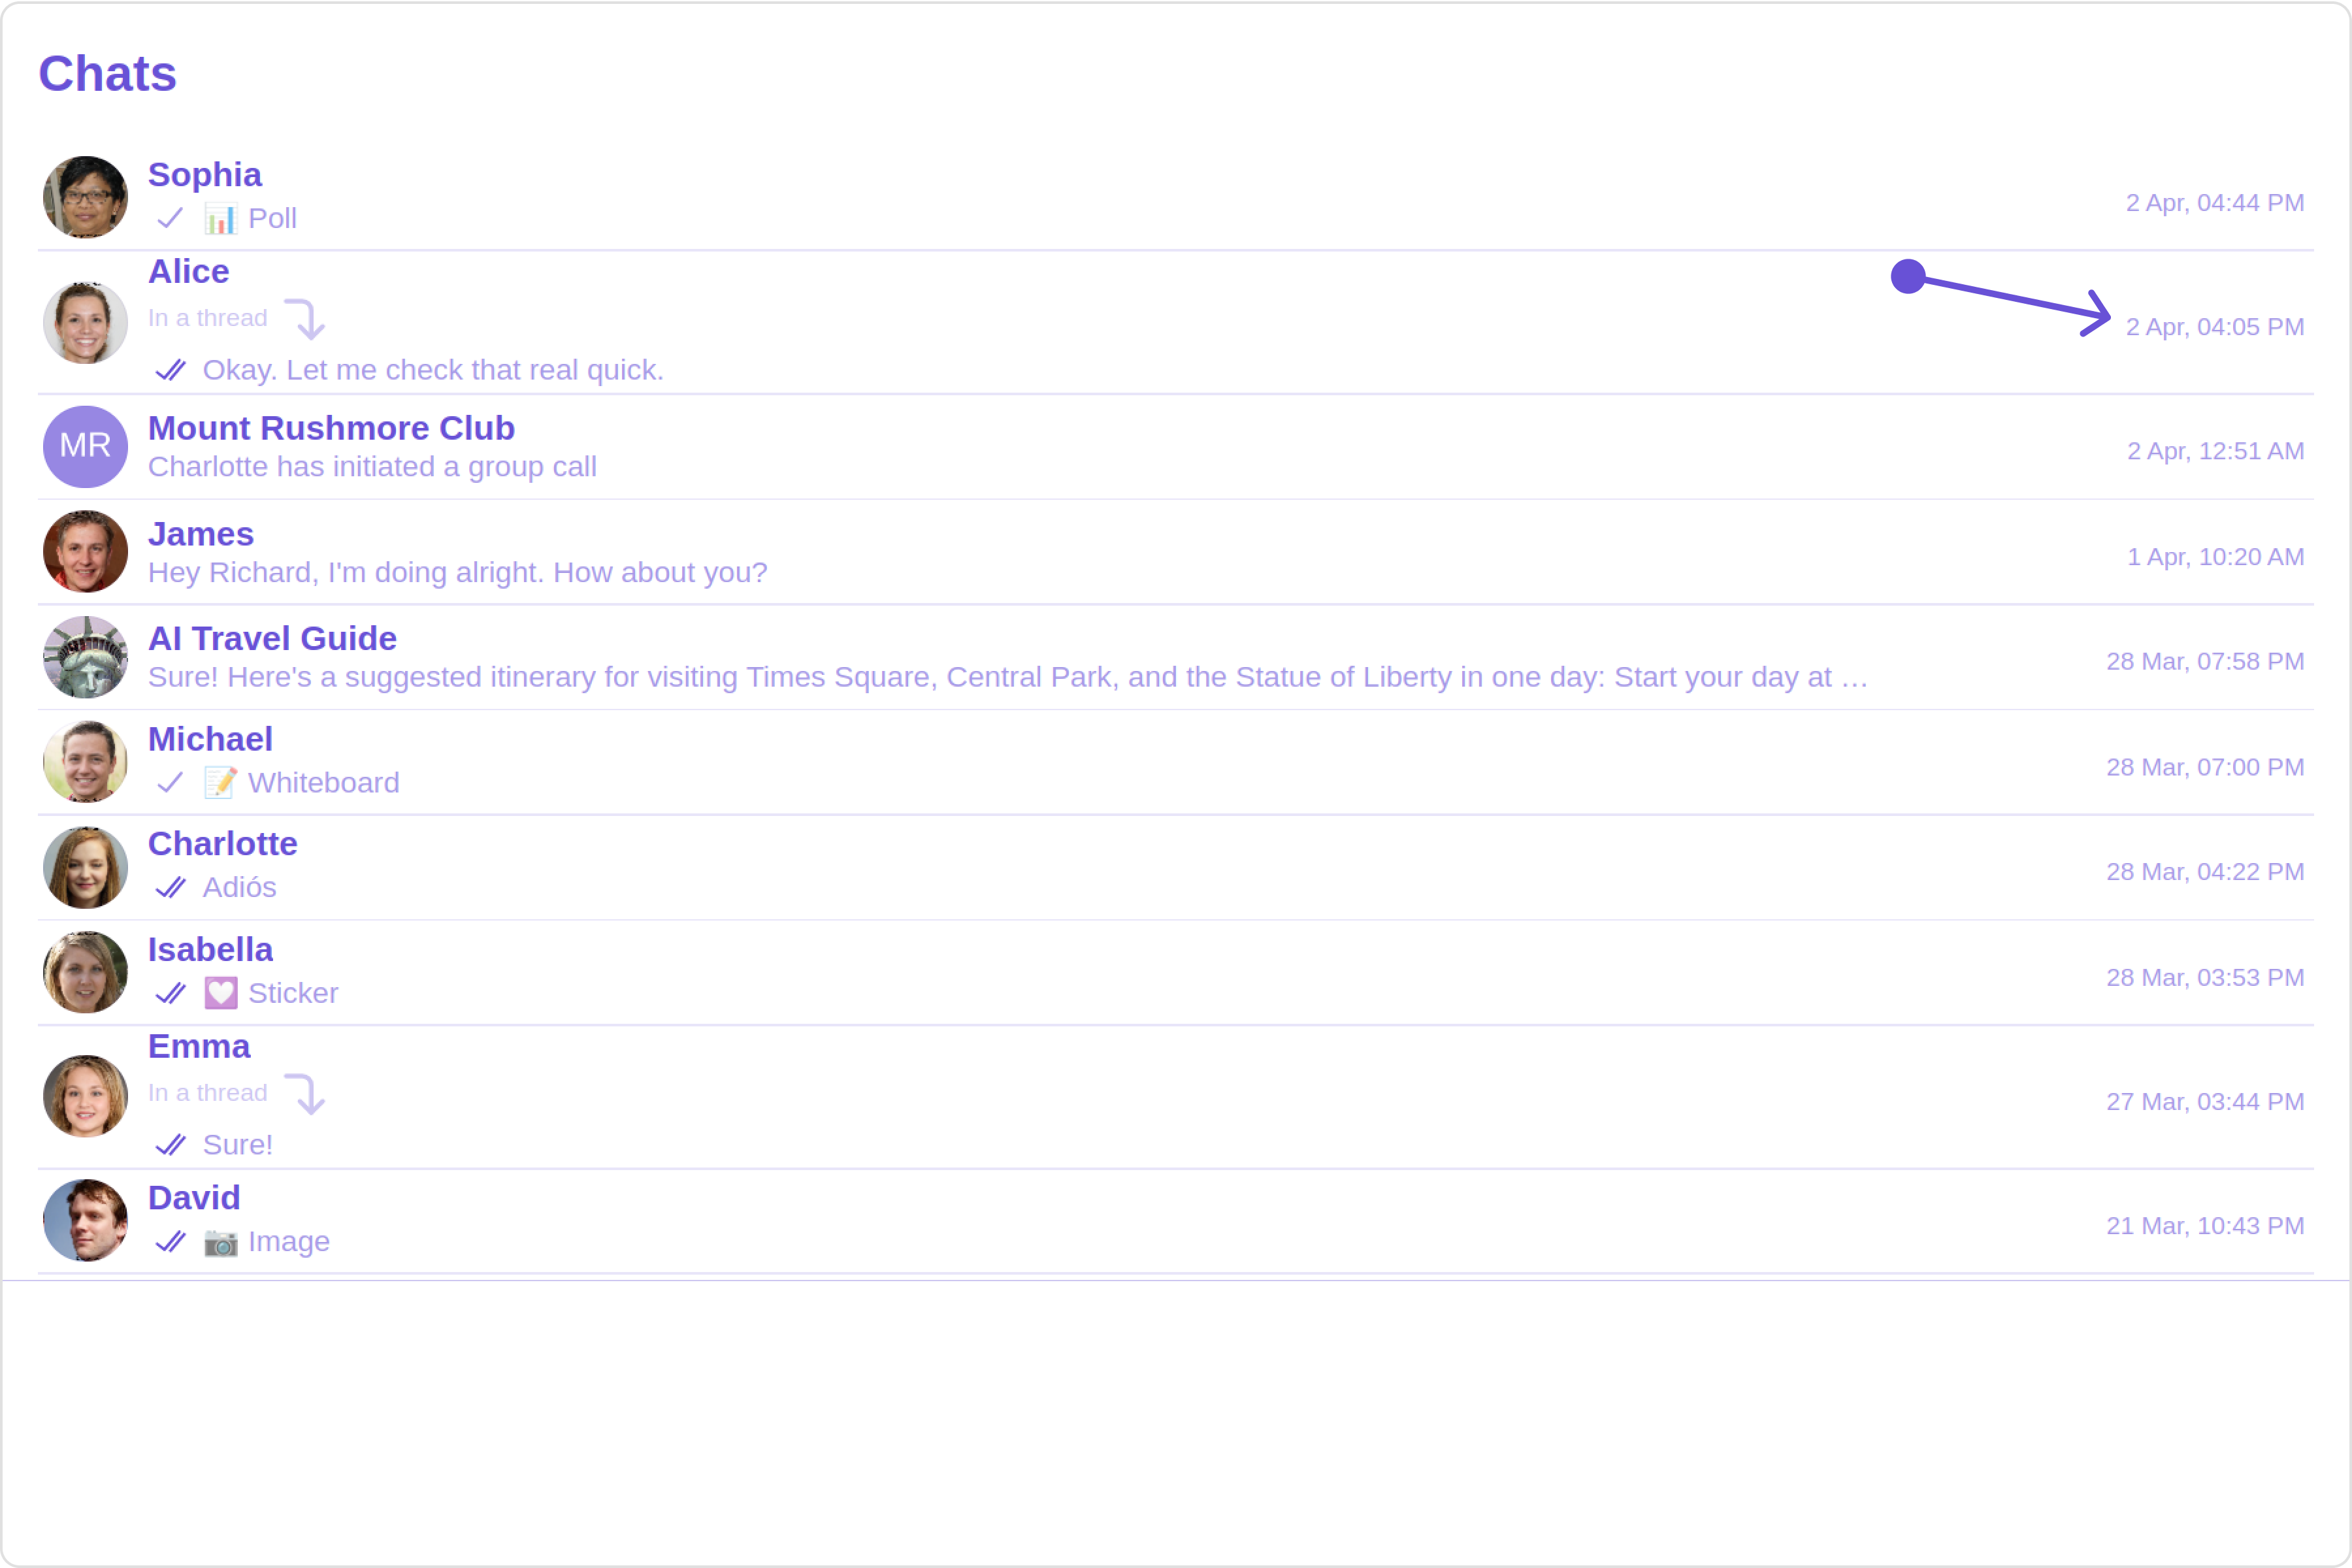 Chats
Sophia
📊 Poll
2 Apr, 04:44 PM
Alice
In a thread
Okay. Let me check that real quick.
2 Apr, 04:05 PM
MR
Mount Rushmore Club
Charlotte has initiated a group call
2 Apr, 12:51 AM
James
Hey Richard, I'm doing alright. How about you?
1 Apr, 10:20 AM
AI Travel Guide
Sure! Here's a suggested itinerary for visiting Times Square, Central Park, and the Statue of Liberty in one day: Start your day at …
28 Mar, 07:58 PM
Michael
📝 Whiteboard
28 Mar, 07:00 PM
Charlotte
Adiós
28 Mar, 04:22 PM
Isabella
💟 Sticker
28 Mar, 03:53 PM
Emma
In a thread
Sure!
27 Mar, 03:44 PM
David
📷 Image
21 Mar, 10:43 PM